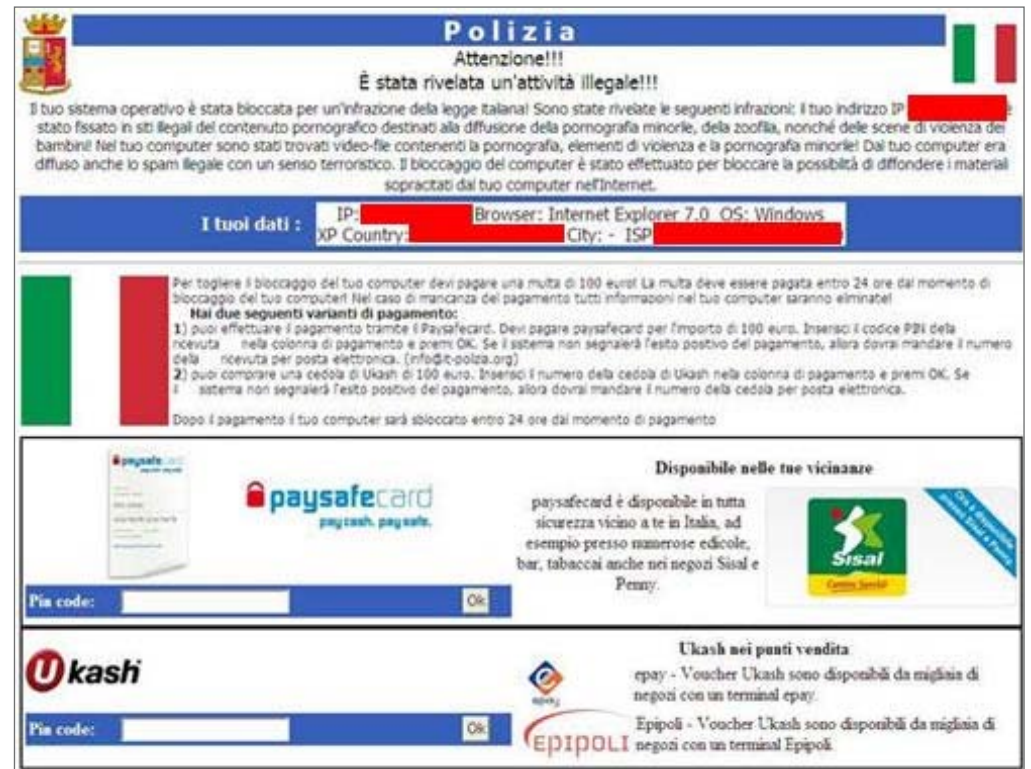 Polizia
Attenzione!!!
È stata rivelata un'attività illegale!!!
Il tuo sistema operativo è stata bloccata per un'infrazione della legge italiana! Sono state rivelate le seguenti infrazioni: il tuo indirizzo IP
stato fissato in siti illegali del contenuto pornografico destinati alla diffusione della pornografia minorile, dela zoofilia, nonché delle scene di violenza dei
bambini! Nel tuo computer sono stati trovati video-file contenenti la pornografia, elementi di violenza e la pornografia minorile! Dal tuo computer era
diffuso anche lo spam illegale con un senso terroristico. Il bloccaggio del computer è stato effettuato per bloccare la possibiltà di diffondere i materiali
sopracitati dal tuo computer nell'Internet.
I tuoi dati :
IP: Browser: Internet Explorer 7.0 OS: Windows
XP Country: City: - ISP
Per togliere il bloccaggio del tuo computer devi pagare una multa di 100 euro! La multa deve essere pagata entro 24 ore dal momento di
bloccaggio del tuo computer! Nel caso di mancanza del pagamento tutti informazioni nel tuo computer saranno eliminate!
Hai due seguenti varianti di pagamento:
1) puoi effettuare il pagamento tramite il Paysafecard. Devi pagare paysafecard per l'importo di 100 euro. Inserisci il codice PIN della
ricevuta nella colonna di pagamento e premi OK. Se il sistema non segnalerà l'esito postivo del pagamento, allora dovrai mandare il numero
della ricevuta per posta elettronica. (info@it-polizia.org)
2) puoi comprare una cedola di Ukash di 100 euro. Inserisci il numero della cedola di Ukash nella colonna di pagamento e premi OK. Se
il sistema non segnalerà l'esito postivo del pagamento, allora dovrai mandare il numero della cedola per posta elettronica.
Dopo il pagamento il tuo computer sarà sbloccato entro 24 ore dal momento di pagamento
paysafecard
paysafecard
pay cash. pay safe.
Pin code:
Ok
Disponibile nelle tue vicinanze
paysafecard è disponibile in tutta
sicurezza vicino a te in Italia, ad
esempio presso numerose edicole,
bar, tabaccai anche nei negozi Sisal e
Penny.
Sisal
Ukash
Pin code:
Ok
Ukash nei punti vendita
epay
epay - Voucher Ukash sono disponibili da migliaia di
negozi con un terminal epay.
EPIPOLI
Epipoli - Voucher Ukash sono disponibili da migliaia di
negozi con un terminal Epipoli